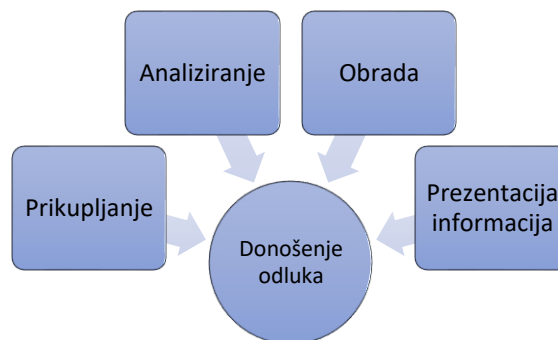 Analiziranje
Obrada
Prikupljanje
Prezentacija
informacija
Donošenje
odluka